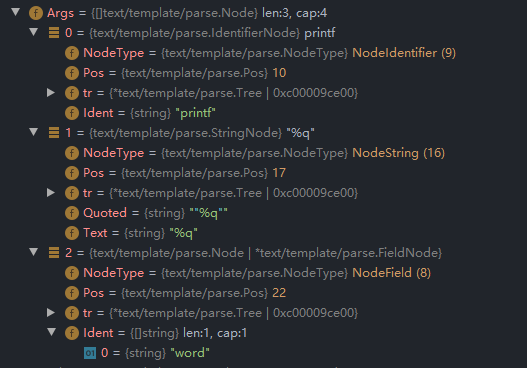 Args = {[]text/template/parse.Node} len:3, cap:4
0 = {text/template/parse.IdentifierNode} printf
NodeType = {text/template/parse.NodeType} NodeIdentifier (9)
Pos = {text/template/parse.Pos} 10
tr = {*text/template/parse.Tree | 0xc00009ce00}
Ident = {string} "printf"
1 = {text/template/parse.StringNode} "%q"
NodeType = {text/template/parse.NodeType} NodeString (16)
Pos = {text/template/parse.Pos} 17
tr = {*text/template/parse.Tree | 0xc00009ce00}
Quoted = {string} ""%q""
Text = {string} "%q"
2 = {text/template/parse.Node | *text/template/parse.FieldNode}
NodeType = {text/template/parse.NodeType} NodeField (8)
Pos = {text/template/parse.Pos} 22
tr = {*text/template/parse.Tree | 0xc00009ce00}
Ident = {[]string} len:1, cap:1
0 = {string} "word"